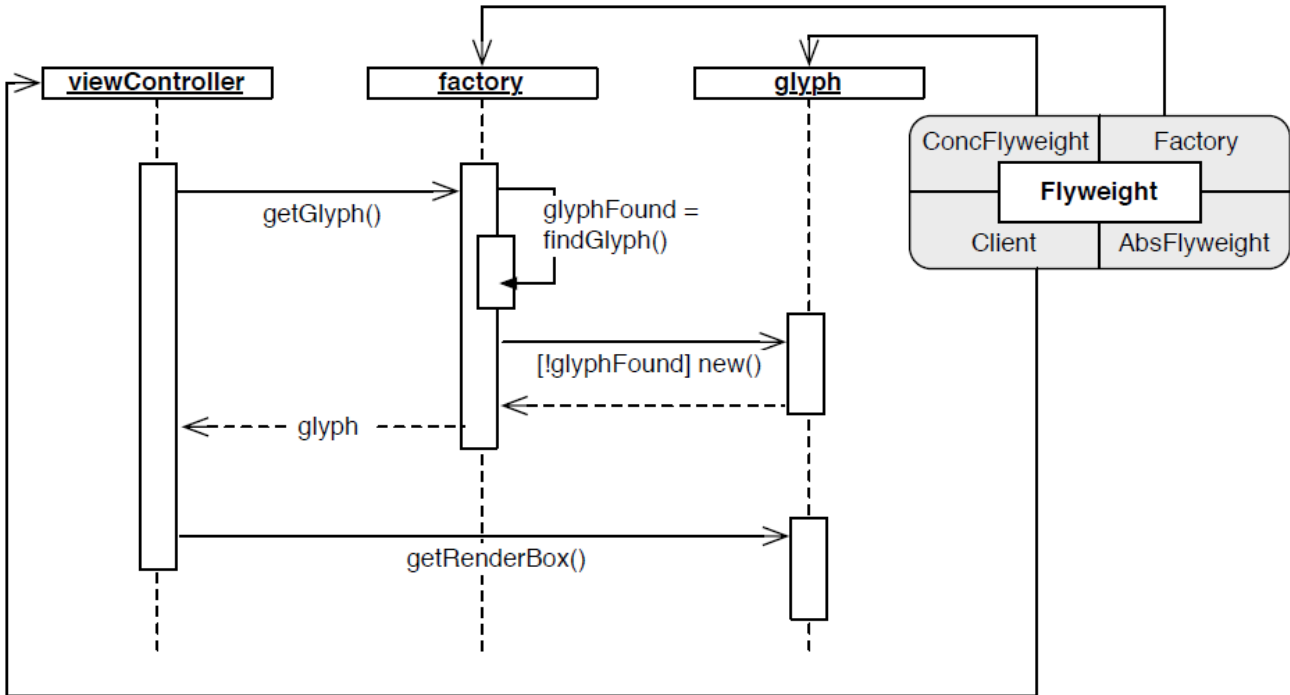 viewController
factory
glyph
ConcFlyweight
Factory
Flyweight
Client
AbsFlyweight
getGlyph()
glyphFound =
findGlyph()
[!glyphFound] new()
glyph
getRenderBox()